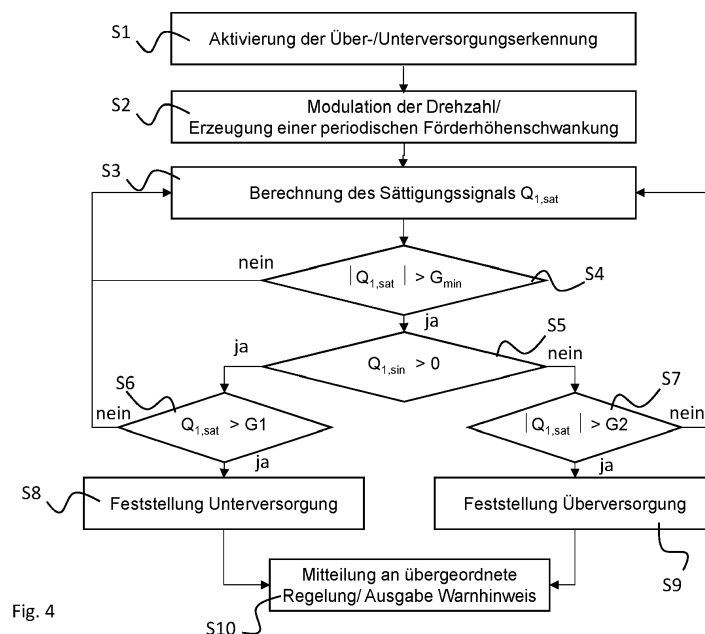 S1
Aktivierung der Über-/Unterversorgungserkennung
S2
Modulation der Drehzahl/
Erzeugung einer periodischen Förderhöhenschwankung
S3
Berechnung des Sättigungssignals Q1,sat
nein
|Q1,sat| > Gmin
S4
ja
S5
ja
Q1,sin > 0
nein
S6
nein
Q1,sat > G1
S7
|Q1,sat| > G2
nein
ja
ja
S8
Feststellung Unterversorgung
Feststellung Überversorgung
S9
Mitteilung an übergeordnete
Regelung/ Ausgabe Warnhinweis
S10
Fig. 4